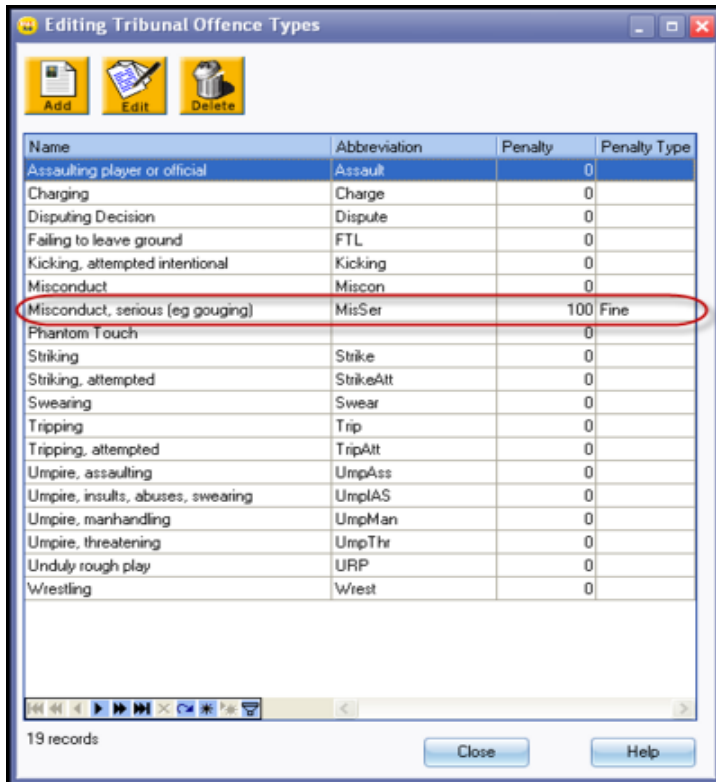 Editing Tribunal Offence Types
Add Edit Delete
Name Abbreviation Penalty Penalty Type
Assaulting player or official Assault 0
Charging Charge 0
Disputing Decision Dispute 0
Failing to leave ground FTL 0
Kicking, attempted intentional Kicking 0
Misconduct Miscon 0
Misconduct, serious (eg gouging) MisSer 100 Fine
Phantom Touch 0
Striking Strike 0
Striking, attempted StrikeAtt 0
Swearing Swear 0
Tripping Trip 0
Tripping, attempted TripAtt 0
Umpire, assaulting UmpAss 0
Umpire, insults, abuses, swearing UmpIAS 0
Umpire, manhandling UmpMan 0
Umpire, threatening UmpThr 0
Unduly rough play URP 0
Wrestling Wrest 0
19 records
Close Help